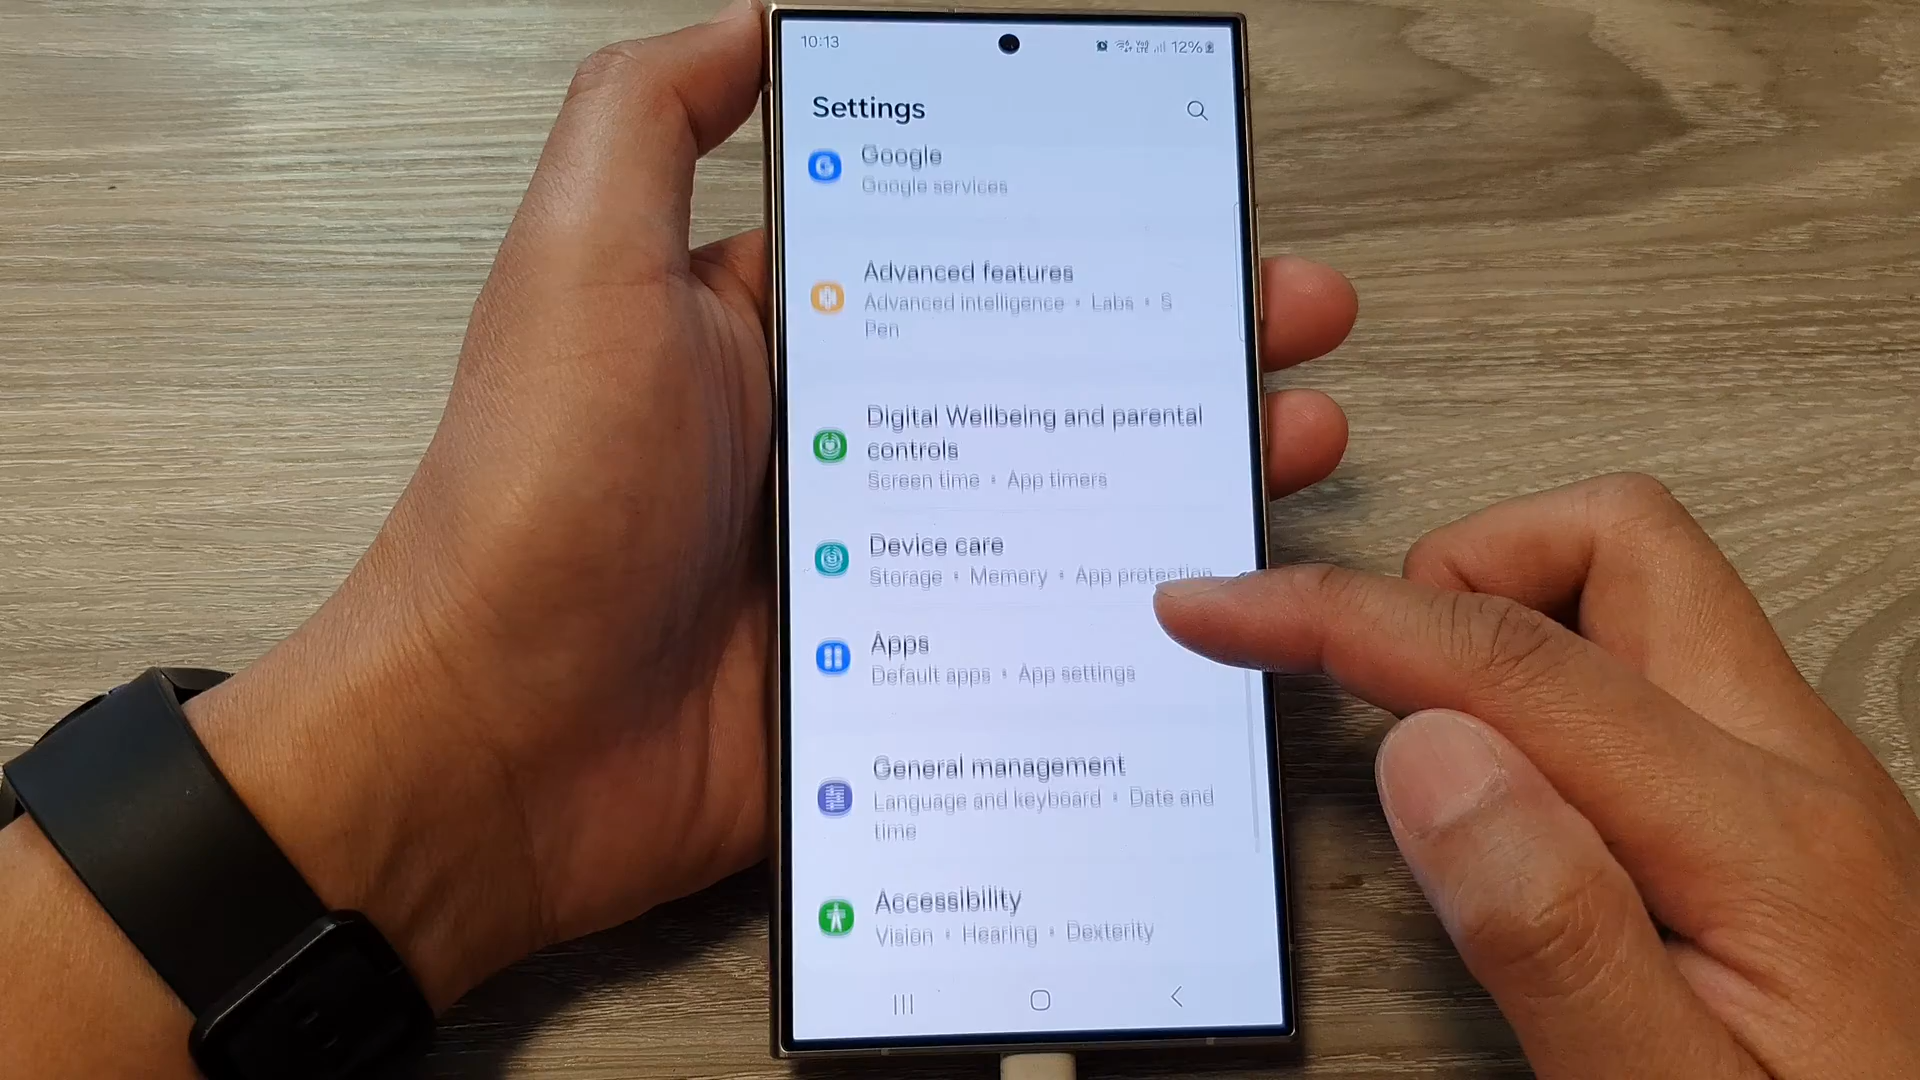 10:13
12%
Settings
Google
Google services
Advanced features
Advanced intelligence • Labs • S
Pen
Digital Wellbeing and parental
controls
Screen time • App timers
Device care
Storage • Memory • App protection
Apps
Default apps • App settings
General management
Language and keyboard • Date and
time
Accessibility
Vision • Hearing • Dexterity